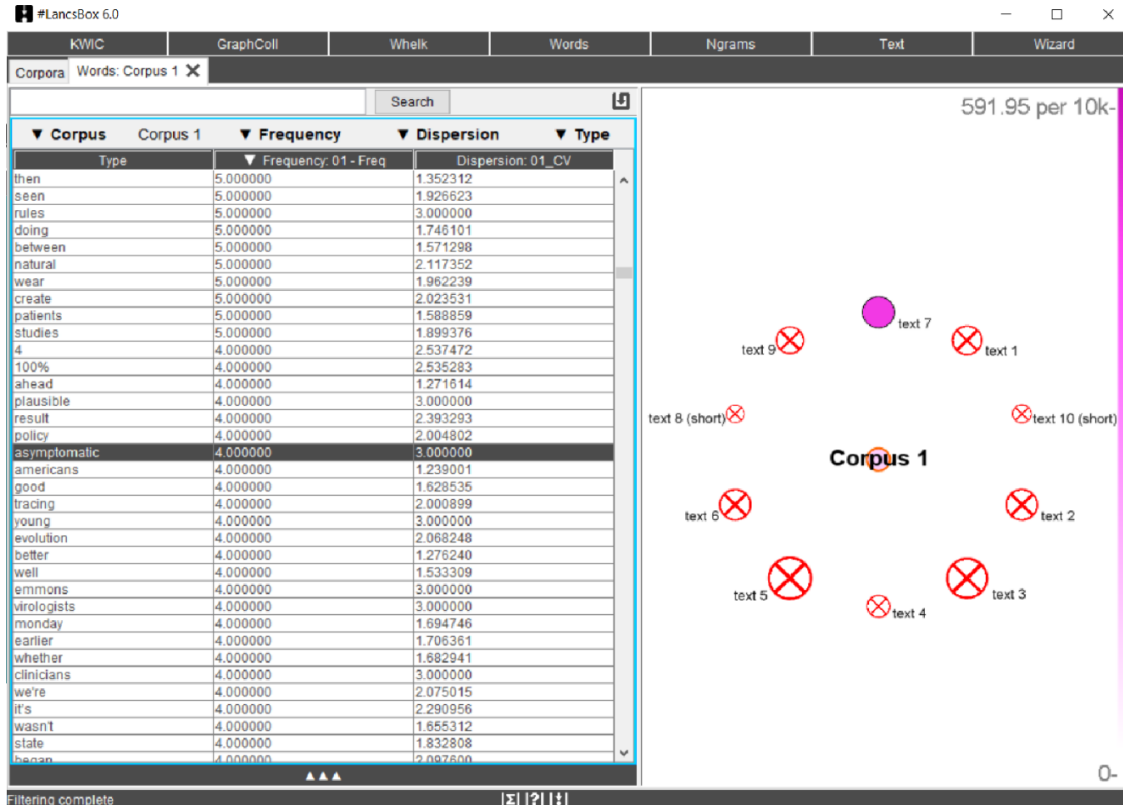 #LancsBox 6.0
KWIC GraphColl Whelk Words Ngrams Text Wizard
Corpora Words: Corpus 1
Search
▼ Corpus Corpus 1 ▼ Frequency ▼ Dispersion ▼ Type
Type ▼ Frequency: 01 - Freq Dispersion: 01_CV
then 5.000000 1.352312
seen 5.000000 1.926623
rules 5.000000 3.000000
doing 5.000000 1.746101
between 5.000000 1.571298
natural 5.000000 2.117352
wear 5.000000 1.962239
create 5.000000 2.023531
patients 5.000000 1.588859
studies 5.000000 1.899376
4 4.000000 2.537472
100% 4.000000 2.535283
ahead 4.000000 1.271614
plausible 4.000000 3.000000
result 4.000000 2.393293
policy 4.000000 2.004802
asymptomatic 4.000000 3.000000
americans 4.000000 1.239001
good 4.000000 1.628535
tracing 4.000000 2.000899
young 4.000000 3.000000
evolution 4.000000 2.068248
better 4.000000 1.276240
well 4.000000 1.533309
emmons 4.000000 3.000000
virologists 4.000000 3.000000
monday 4.000000 1.694746
earlier 4.000000 1.706361
whether 4.000000 1.682941
clinicians 4.000000 3.000000
we're 4.000000 2.075015
it's 4.000000 2.290956
wasn't 4.000000 1.655312
state 4.000000 1.832808
began 4.000000 2.097600
▲▲▲
Filtering complete
|Σ| |?| |‡|
591.95 per 10k-
text 7
text 9
text 1
text 8 (short)
text 10 (short)
Corpus 1
text 6
text 2
text 5
text 3
text 4
0-